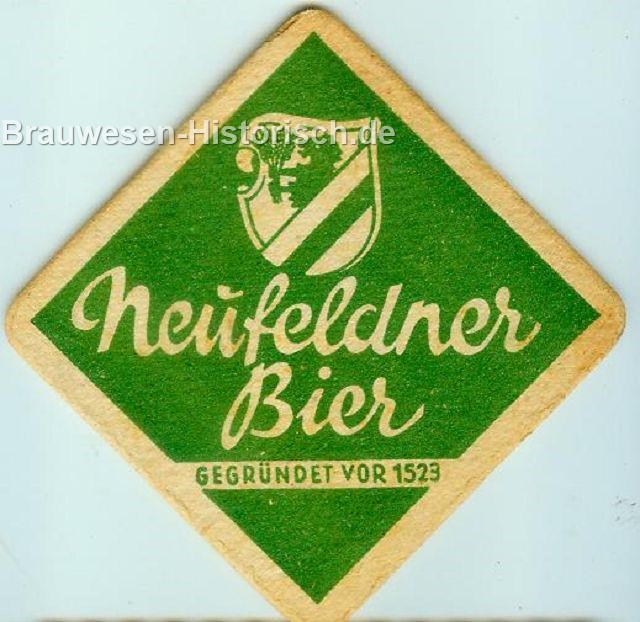 Brauwesen-Historisch.de
Neufeldner
Bier
GEGRÜNDET VOR 1523